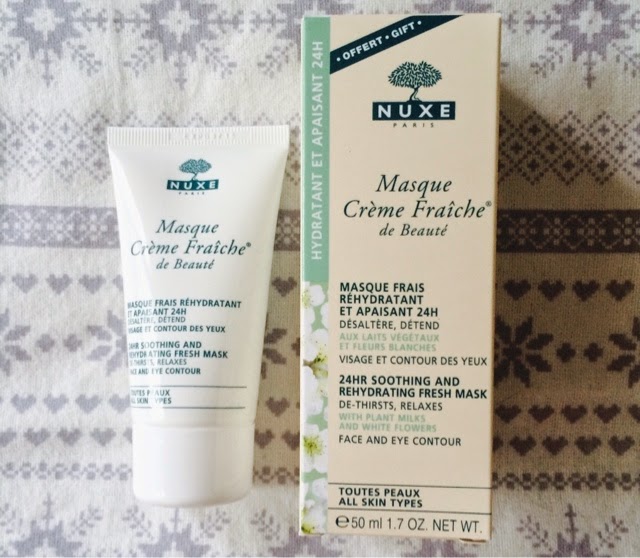 NUXE
PARIS
Masque
Crème Fraîche®
de Beauté
MASQUE FRAIS RÉHYDRATANT
ET APAISANT 24H
DÉSALTÈRE, DÉTEND
VISAGE ET CONTOUR DES YEUX
24HR SOOTHING AND
REHYDRATING FRESH MASK
DE-THIRSTS, RELAXES
FACE AND EYE CONTOUR
TOUTES PEAUX
ALL SKIN TYPES
HYDRATANT ET APAISANT 24H
• OFFERT • GIFT •
NUXE
PARIS
Masque
Crème Fraîche®
de Beauté
MASQUE FRAIS
RÉHYDRATANT
ET APAISANT 24H
DÉSALTÈRE, DÉTEND
AUX LAITS VÉGÉTAUX
ET FLEURS BLANCHES
VISAGE ET CONTOUR DES YEUX
24HR SOOTHING AND
REHYDRATING FRESH MASK
DE-THIRSTS, RELAXES
WITH PLANT MILKS
AND WHITE FLOWERS
FACE AND EYE CONTOUR
TOUTES PEAUX
ALL SKIN TYPES
℮ 50 ml 1.7 OZ. NET WT.